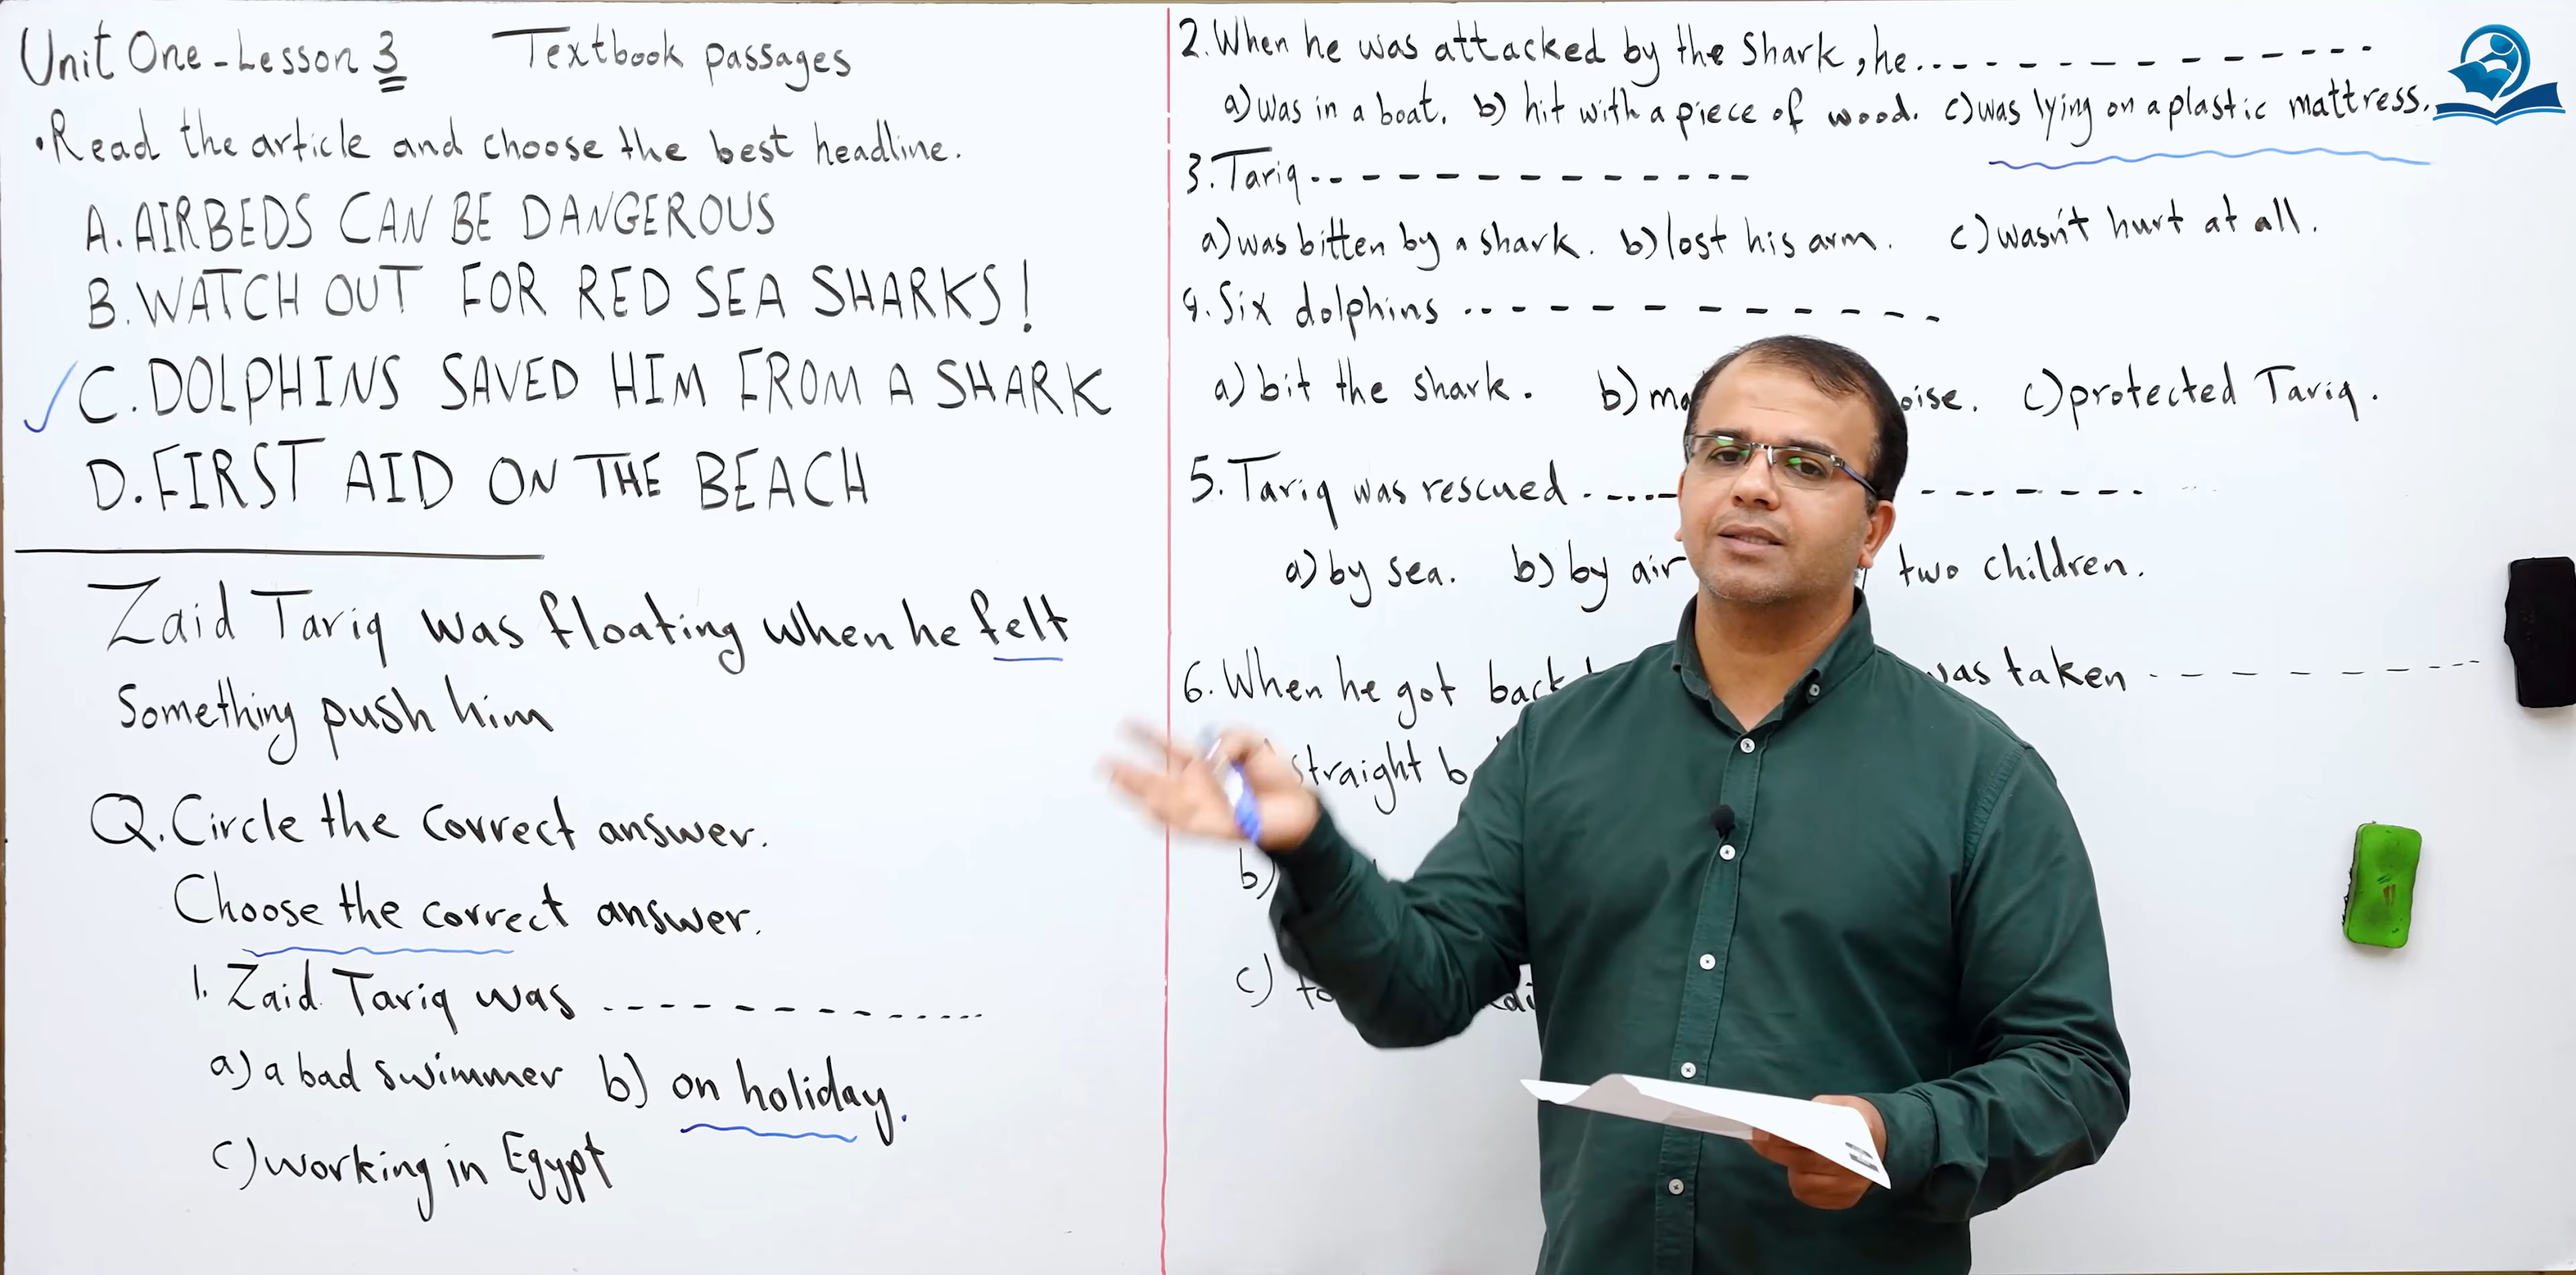 Unit One - Lesson 3 Textbook passages
• Read the article and choose the best headline.
A. AIRBEDS CAN BE DANGEROUS
B. WATCH OUT FOR RED SEA SHARKS!
✓ C. DOLPHINS SAVED HIM FROM A SHARK
D. FIRST AID ON THE BEACH
Zaid Tariq was floating when he felt
Something push him
Q. Circle the correct answer.
Choose the correct answer.
1. Zaid Tariq was ------------
a) a bad swimmer b) on holiday.
c) working in Egypt
2. When he was attacked by the Shark, he ------------
a) was in a boat. b) hit with a piece of wood. c) was lying on a plastic mattress.
3. Tariq ------------
a) was bitten by a shark. b) lost his arm. c) wasn't hurt at all.
4. Six dolphins ------------
a) bit the shark. b) c) protected Tariq.
5. Tariq was rescued ------------
a) by sea. b) by air two children.
6. When he got back was taken ------------
straight
b)
c)